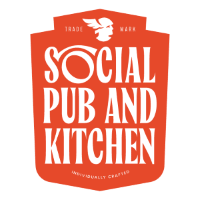 TRADE MARK
SOCIAL
PUB AND
KITCHEN
INDIVIDUALLY CRAFTED